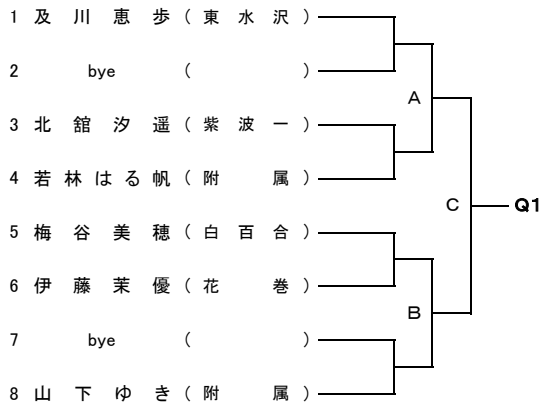 1 及川恵歩（東水沢）
2 bye （ ）
A
3 北舘汐遥（紫波一）
4 若林はる帆（附属）
C Q1
5 梅谷美穂（白百合）
6 伊藤茉優（花巻）
B
7 bye （ ）
8 山下ゆき（附属）